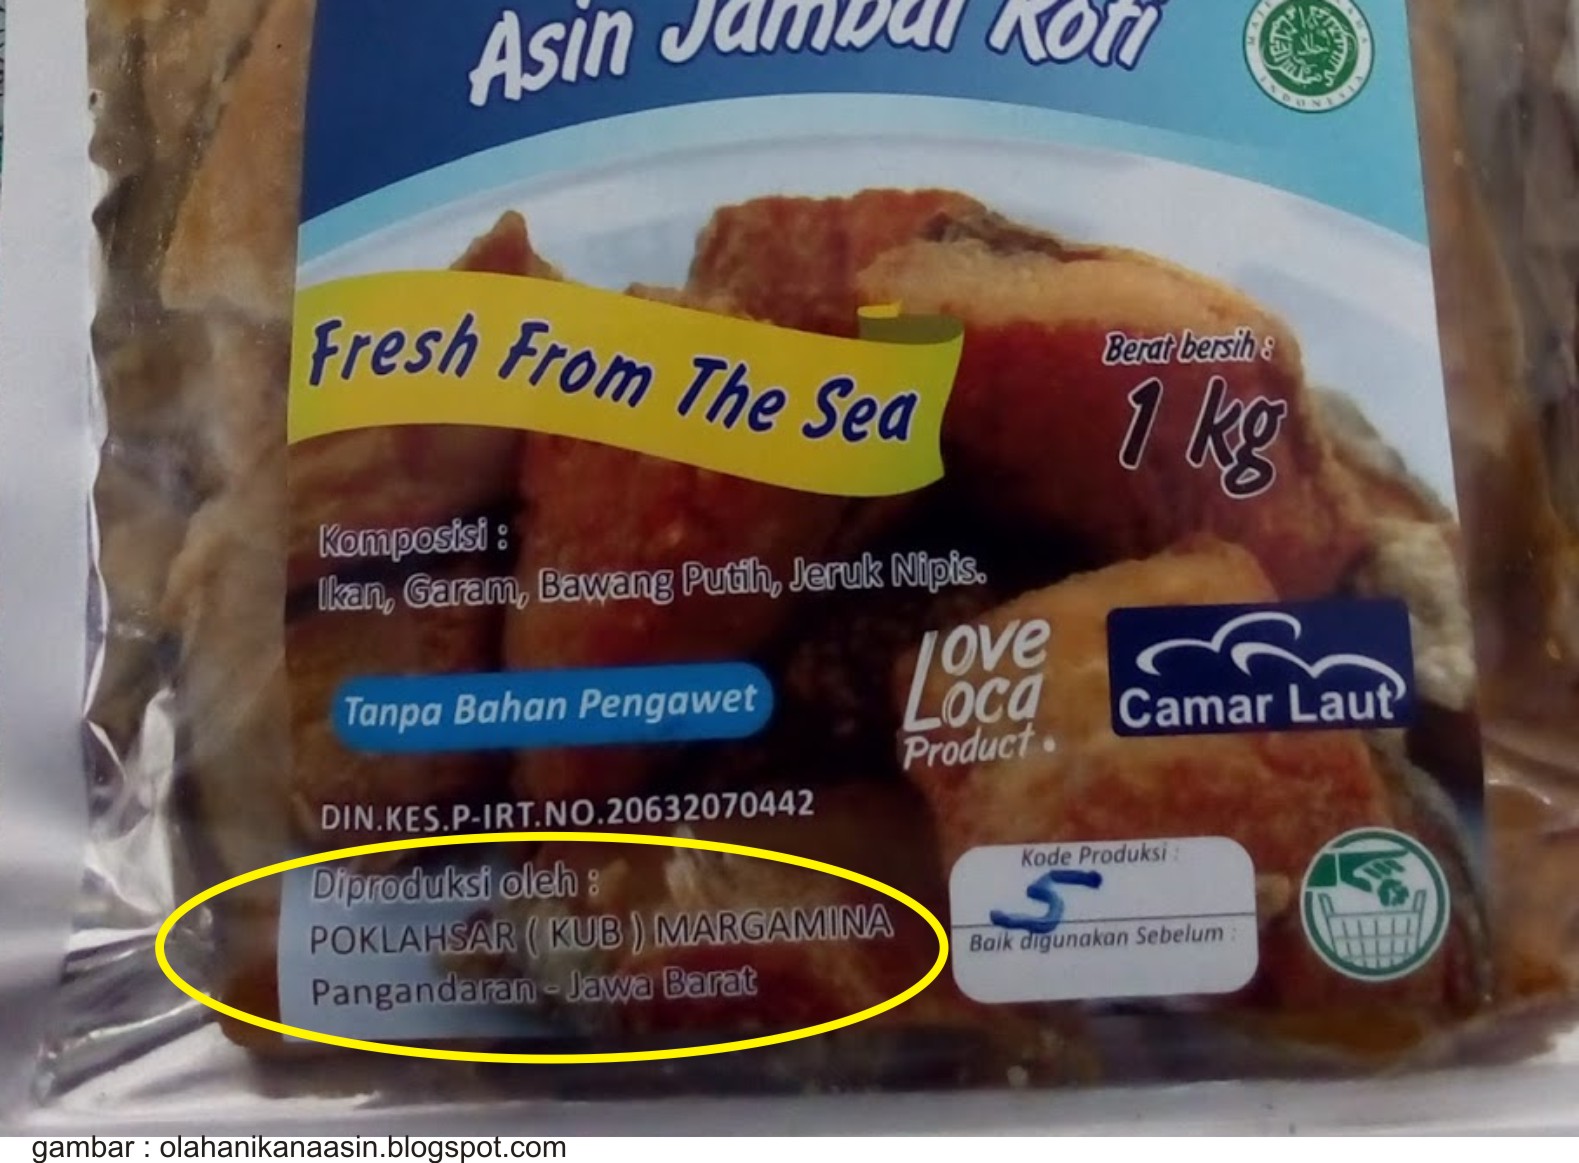 Asin Jambal Roti
INDONESIA
Fresh From The Sea
Berat bersih :
1 kg
Komposisi :
Ikan, Garam, Bawang Putih, Jeruk Nipis.
Love
Loca
Product .
Camar Laut
Tanpa Bahan Pengawet
DIN.KES.P-IRT.NO.20632070442
Diproduksi oleh :
POKLAHSAR ( KUB ) MARGAMINA
Pangandaran - Jawa Barat
Kode Produksi :
5
Baik digunakan Sebelum :
gambar : olahanikanaasin.blogspot.com